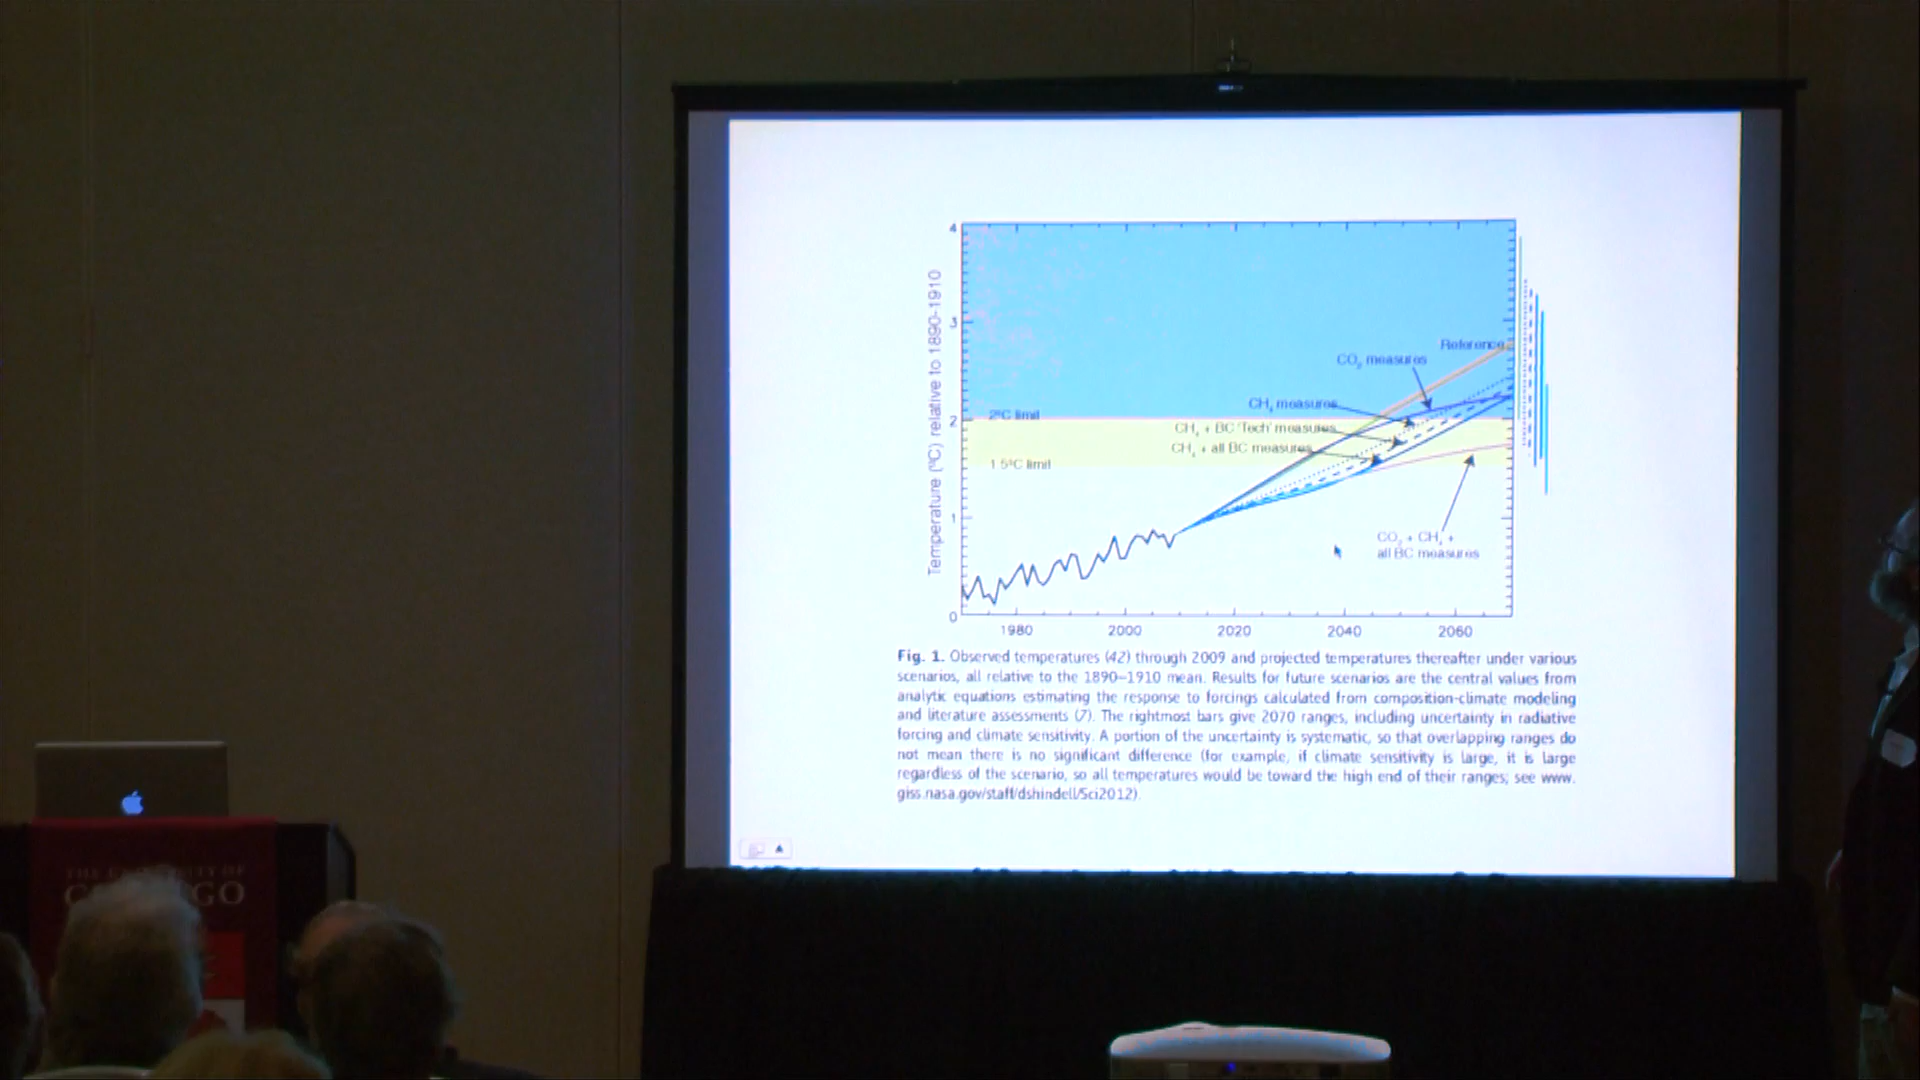 4
3
2
1
0
Temperature (ºC) relative to 1890-1910
Reference
CO2 measures
CH4 measures
2ºC limit
CH4 + BC 'Tech' measures
CH4 + all BC measures
1.5ºC limit
CO2 + CH4 +
all BC measures
1980 2000 2020 2040 2060
Fig. 1. Observed temperatures (42) through 2009 and projected temperatures thereafter under various
scenarios, all relative to the 1890–1910 mean. Results for future scenarios are the central values from
analytic equations estimating the response to forcings calculated from composition-climate modeling
and literature assessments (7). The rightmost bars give 2070 ranges, including uncertainty in radiative
forcing and climate sensitivity. A portion of the uncertainty is systematic, so that overlapping ranges do
not mean there is no significant difference (for example, if climate sensitivity is large, it is large
regardless of the scenario, so all temperatures would be toward the high end of their ranges; see www.
giss.nasa.gov/staff/dshindell/Sci2012).
THE UNIVERSITY OF